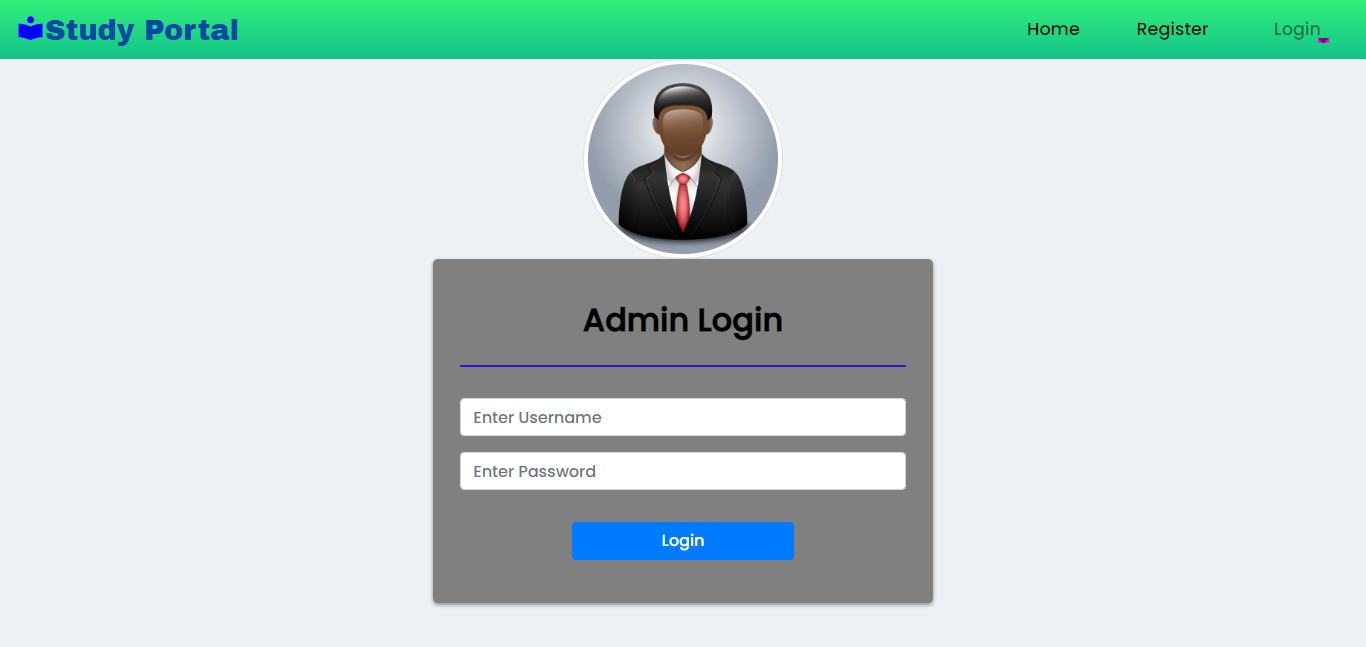 Study Portal
Home
Register
Login
Admin Login
Enter Username
Enter Password
Login